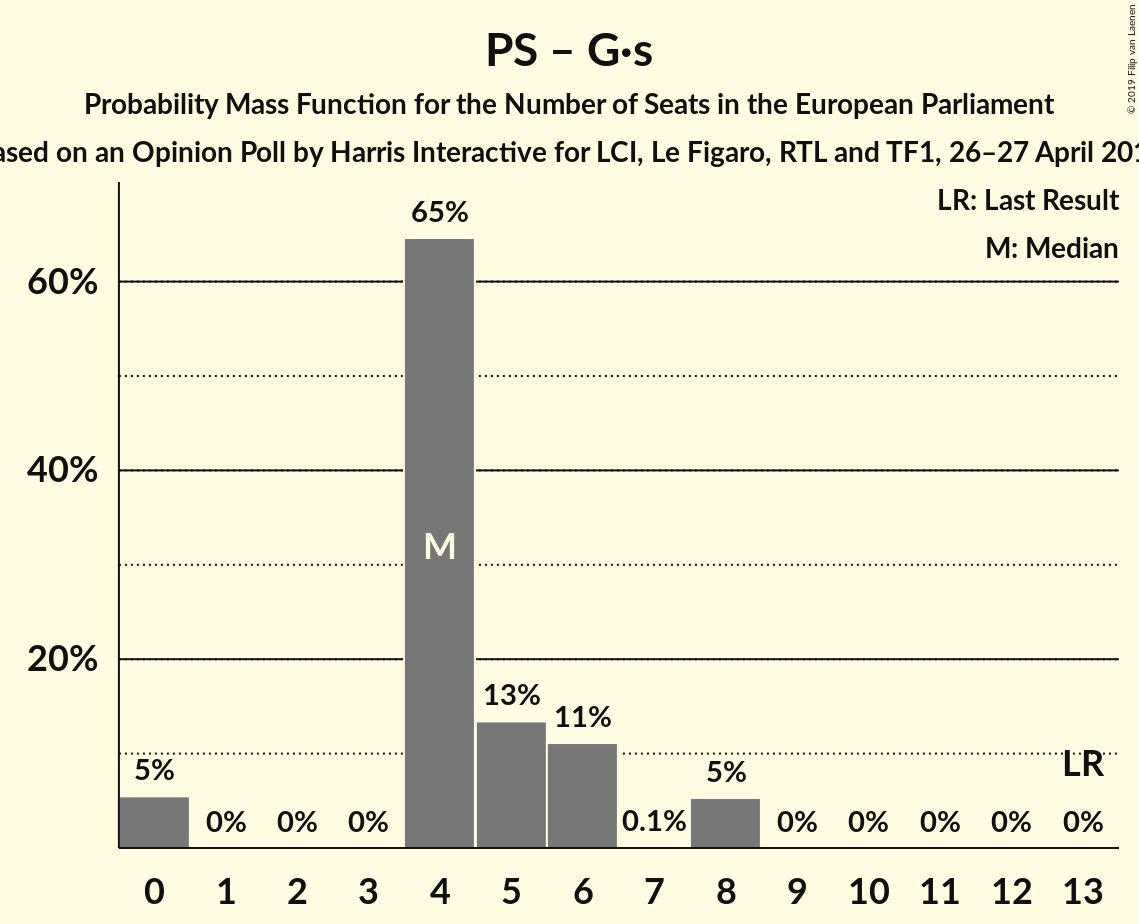 PS – G·s
Probability Mass Function for the Number of Seats in the European Parliament
ased on an Opinion Poll by Harris Interactive for LCI, Le Figaro, RTL and TF1, 26–27 April 201
© 2019 Filip van Laenen
LR: Last Result
M: Median
65%
60%
40%
M
20%
13%
11%
5%
5%
LR
0%
0%
0%
0.1%
0%
0%
0%
0%
0%
0 1 2 3 4 5 6 7 8 9 10 11 12 13